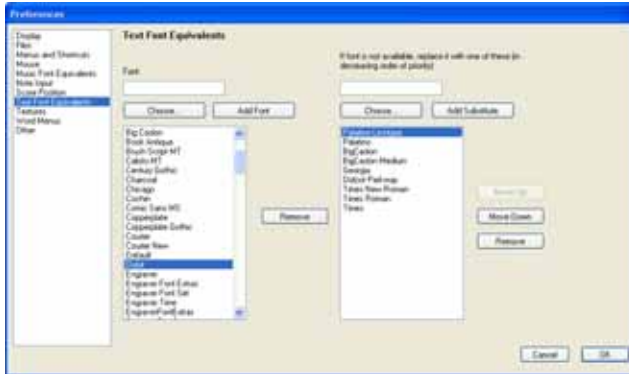 Preferences
Display
Files
Menus and Shortcuts
Mouse
Music Font Equivalents
Note Input
Score Position
Text Font Equivalents
Textures
Word Menus
Other
Text Font Equivalents
Font:
Choose...
Add Font
Big Caslon
Book Antiqua
Brush Script MT
Calisto MT
Century Gothic
Charcoal
Chicago
Cochin
Comic Sans MS
Copperplate
Copperplate Gothic
Courier
Courier New
Default
Engraver
Engraver Font Extras
Engraver Font Set
Engraver Time
EngraverFontExtras
Remove
If font is not available, replace it with one of these (in
decreasing order of priority):
Choose...
Add Substitute
Palatino Linotype
Palatino
BigCaslon
BigCaslon-Medium
Georgia
Times New Roman
Times Roman
Times
Move Up
Move Down
Remove
Cancel
OK